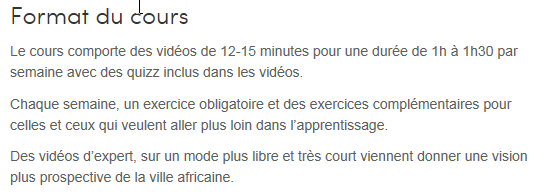 Format du cours
Le cours comporte des vidéos de 12-15 minutes pour une durée de 1h à 1h30 par
semaine avec des quizz inclus dans les vidéos.
Chaque semaine, un exercice obligatoire et des exercices complémentaires pour
celles et ceux qui veulent aller plus loin dans l’apprentissage.
Des vidéos d’expert, sur un mode plus libre et très court viennent donner une vision
plus prospective de la ville africaine.